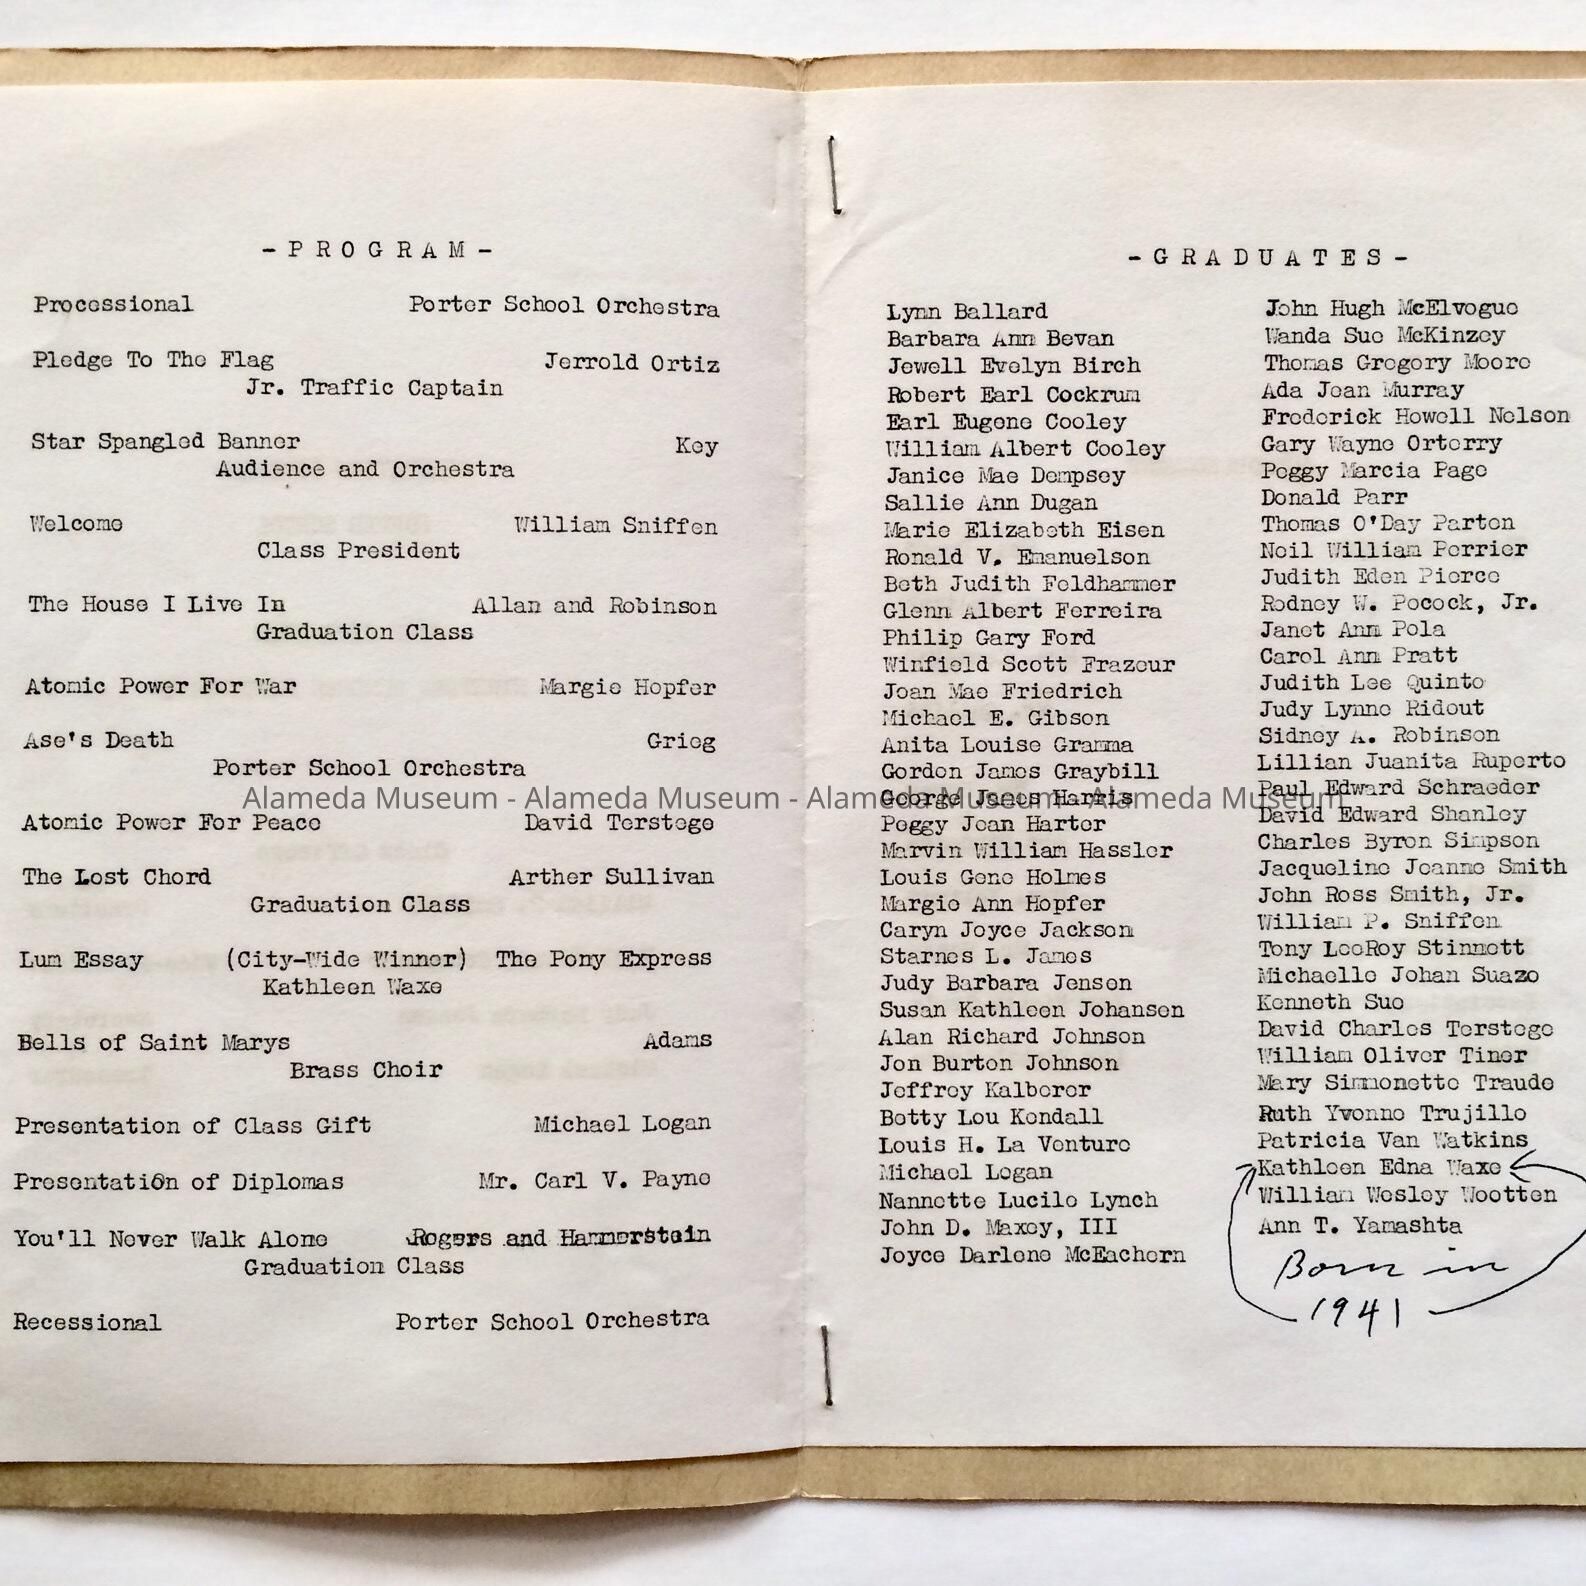 -PROGRAM-
Processional Porter School Orchestra
Pledge To The Flag Jerrold Ortiz
Jr. Traffic Captain
Star Spangled Banner Key
Audience and Orchestra
Welcome William Sniffen
Class President
The House I Live In Allan and Robinson
Graduation Class
Atomic Power For War Margie Hopfer
Ase's Death Grieg
Porter School Orchestra
Atomic Power For Peace David Terstege
The Lost Chord Arther Sullivan
Graduation Class
Lum Essay (City-Wide Winner) The Pony Express
Kathleen Waxe
Bells of Saint Marys Adams
Brass Choir
Presentation of Class Gift Michael Logan
Presentation of Diplomas Mr. Carl V. Payne
You'll Never Walk Alone Rogers and Hammerstein
Graduation Class
Recessional Porter School Orchestra
-GRADUATES-
Lynn Ballard
Barbara Ann Bevan
Jewell Evelyn Birch
Robert Earl Cockrum
Earl Eugene Cooley
William Albert Cooley
Janice Mae Dempsey
Sallie Ann Dugan
Marie Elizabeth Eisen
Ronald V. Emanuelson
Beth Judith Feldhammer
Glenn Albert Ferreira
Philip Gary Ford
Winfield Scott Frazeur
Joan Mae Friedrich
Michael E. Gibson
Anita Louise Gramma
Gordon James Graybill
George James Harris
Peggy Jean Harter
Marvin William Hassler
Louis Gene Holmes
Margie Ann Hopfer
Caryn Joyce Jackson
Starnes L. James
Judy Barbara Jensen
Susan Kathleen Johansen
Alan Richard Johnson
Jon Burton Johnson
Jeffrey Kalberer
Betty Lou Kendall
Louis H. La Venture
Michael Logan
Nannette Lucile Lynch
John D. Maxey, III
Joyce Darlene McEachern
John Hugh McElvogue
Wanda Sue McKinzey
Thomas Gregory Moore
Ada Jean Murray
Frederick Howell Nelson
Gary Wayne Orterry
Peggy Marcia Page
Donald Parr
Thomas O'Day Parton
Neil William Perrier
Judith Eden Pierce
Rodney W. Pocock, Jr.
Janet Ann Pola
Carol Ann Pratt
Judith Lee Quinto
Judy Lynne Ridout
Sidney A. Robinson
Lillian Juanita Ruperto
Paul Edward Schraeder
David Edward Shanley
Charles Byron Simpson
Jacqueline Jeanne Smith
John Ross Smith, Jr.
William P. Sniffen
Tony LeeRoy Stinnett
Michaelle Johan Suazo
Kenneth Sue
David Charles Terstege
William Oliver Tiner
Mary Simmonette Traude
Ruth Yvonne Trujillo
Patricia Van Watkins
Kathleen Edna Waxe
William Wesley Wootten
Ann T. Yamashta
Born in
1941
Alameda Museum - Alameda Museum - Alameda Museum - Alameda Museum